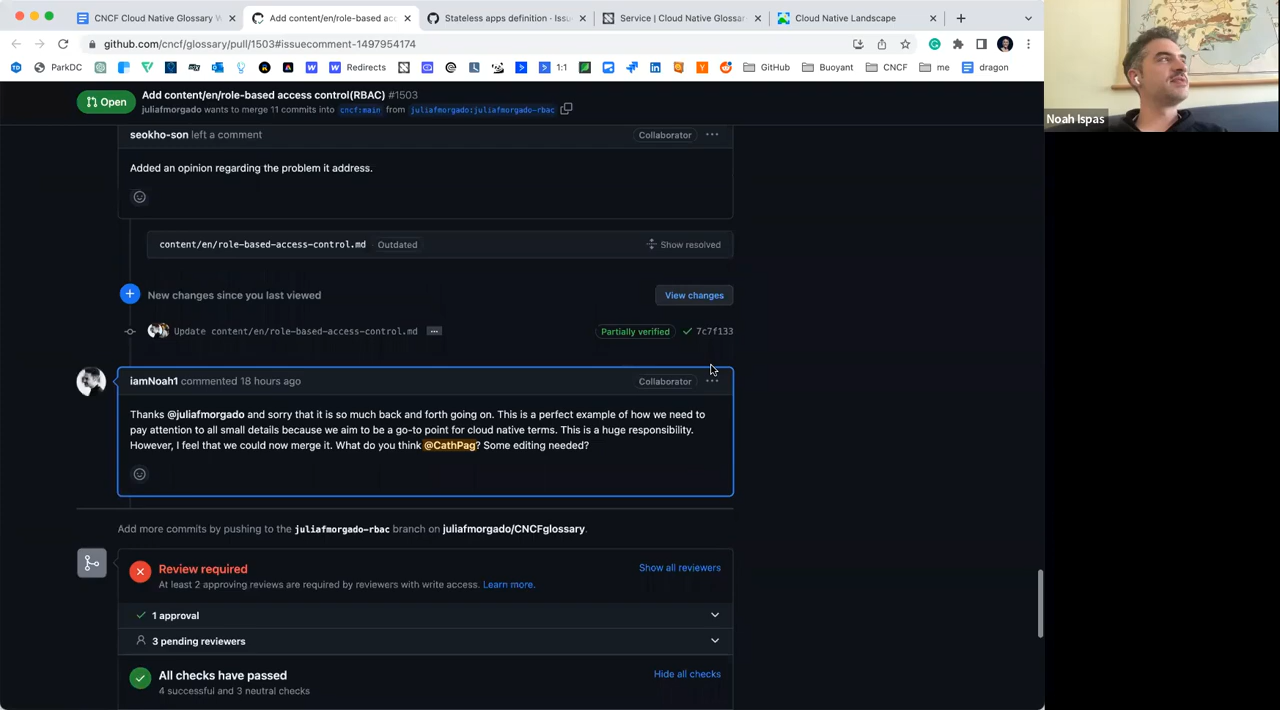 CNCF Cloud Native Glossary W
Add content/en/role-based acc
Stateless apps definition · Issu
Service | Cloud Native Glossar
Cloud Native Landscape
github.com/cncf/glossary/pull/1503#issuecomment-1497954174
ParkDC
Redirects
1:1
GitHub
Buoyant
CNCF
me
dragon
Open
Add content/en/role-based access control(RBAC) #1503
juliafmorgado wants to merge 11 commits into cncf:main from juliafmorgado:juliafmorgado-rbac
seokho-son left a comment
Collaborator
Added an opinion regarding the problem it address.
content/en/role-based-access-control.md
Outdated
Show resolved
New changes since you last viewed
View changes
Update content/en/role-based-access-control.md
Partially verified
7c7f133
iamNoah1 commented 18 hours ago
Collaborator
Thanks @juliafmorgado and sorry that it is so much back and forth going on. This is a perfect example of how we need to
pay attention to all small details because we aim to be a go-to point for cloud native terms. This is a huge responsibility.
However, I feel that we could now merge it. What do you think @CathPag? Some editing needed?
Add more commits by pushing to the juliafmorgado-rbac branch on juliafmorgado/CNCFglossary.
Review required
Show all reviewers
At least 2 approving reviews are required by reviewers with write access. Learn more.
1 approval
3 pending reviewers
All checks have passed
Hide all checks
4 successful and 3 neutral checks
Noah Ispas